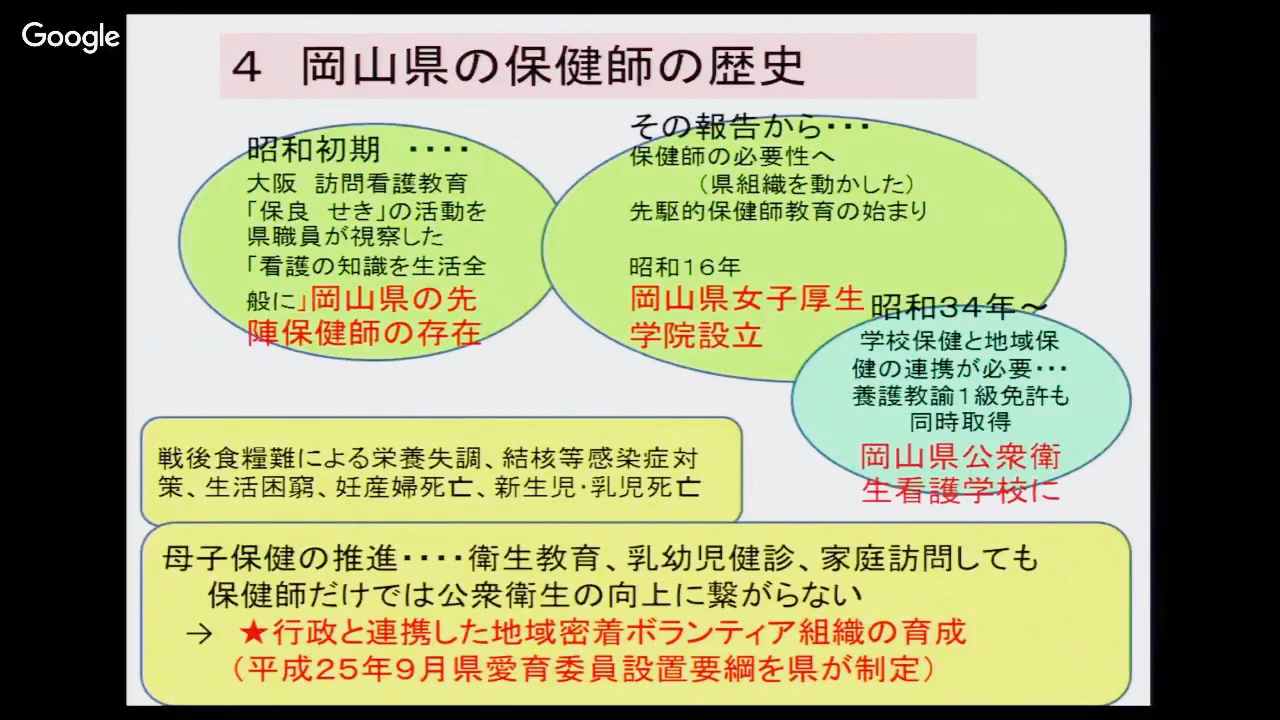 Google
4 岡山県の保健師の歴史
昭和初期 ・・・・
大阪 訪問看護教育
「保良 せき」の活動を
県職員が視察した
「看護の知識を生活全
般に」岡山県の先
陣保健師の存在
その報告から・・・
保健師の必要性へ
（県組織を動かした）
先駆的保健師教育の始まり
昭和１６年
岡山県女子厚生
学院設立
昭和３４年～
学校保健と地域保
健の連携が必要・・・
養護教諭１級免許も
同時取得
岡山県公衆衛
生看護学校に
戦後食糧難による栄養失調、結核等感染症対
策、生活困窮、妊産婦死亡、新生児・乳児死亡
母子保健の推進・・・・衛生教育、乳幼児健診、家庭訪問しても
保健師だけでは公衆衛生の向上に繋がらない
→ ★行政と連携した地域密着ボランティア組織の育成
（平成２５年９月県愛育委員設置要綱を県が制定）